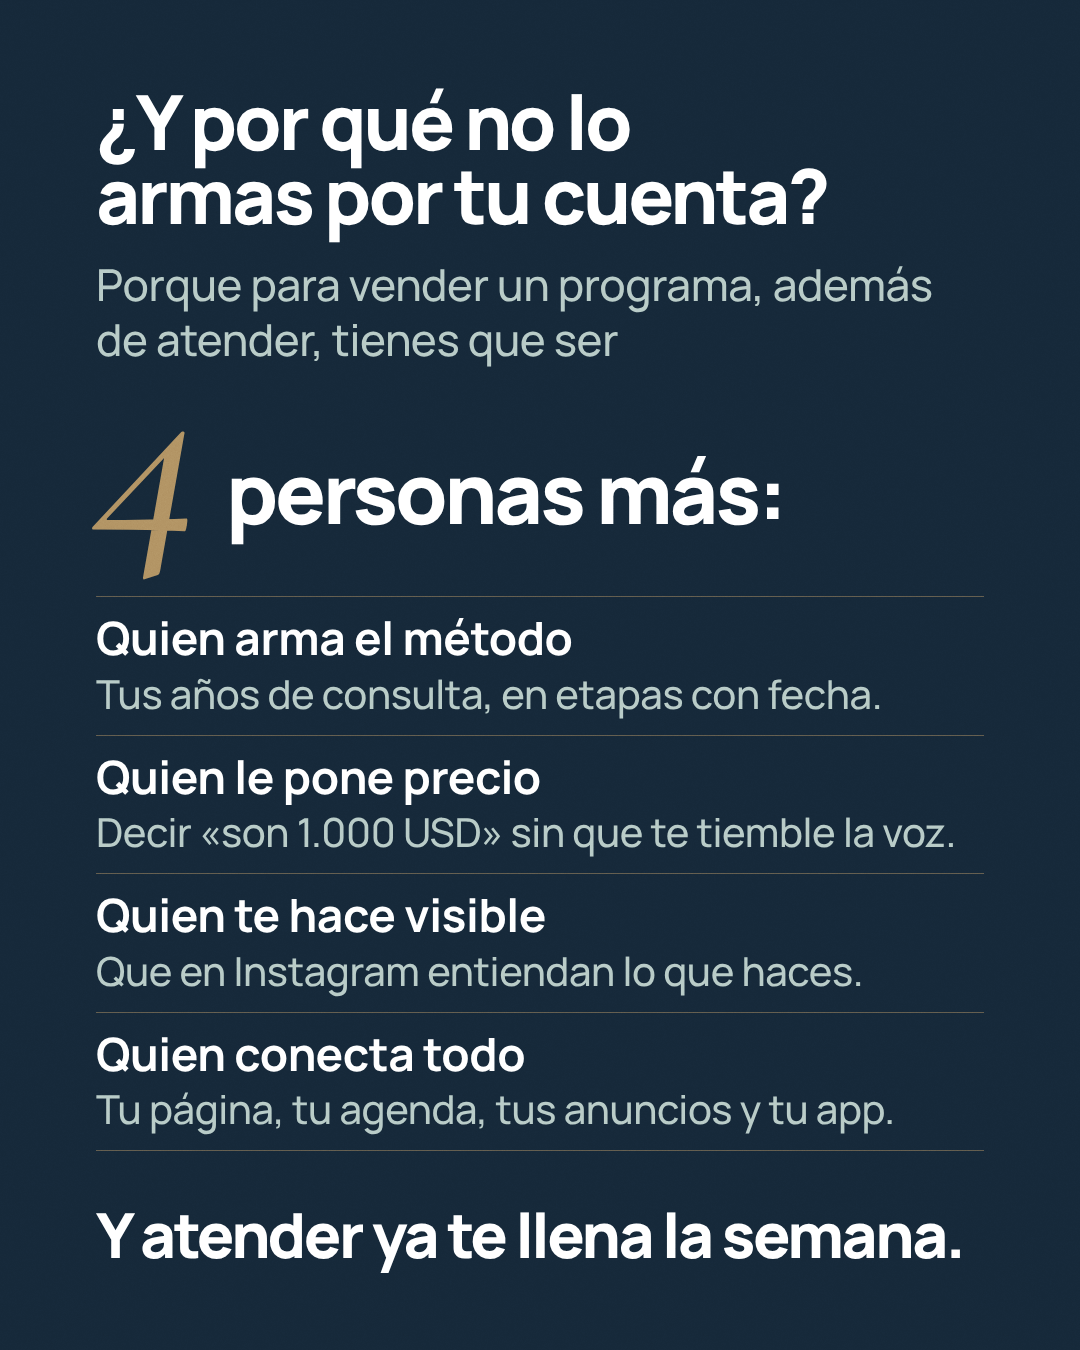 ¿Y por qué no lo
armas por tu cuenta?
Porque para vender un programa, además
de atender, tienes que ser
4 personas más:
Quien arma el método
Tus años de consulta, en etapas con fecha.
Quien le pone precio
Decir «son 1.000 USD» sin que te tiemble la voz.
Quien te hace visible
Que en Instagram entiendan lo que haces.
Quien conecta todo
Tu página, tu agenda, tus anuncios y tu app.
Y atender ya te llena la semana.